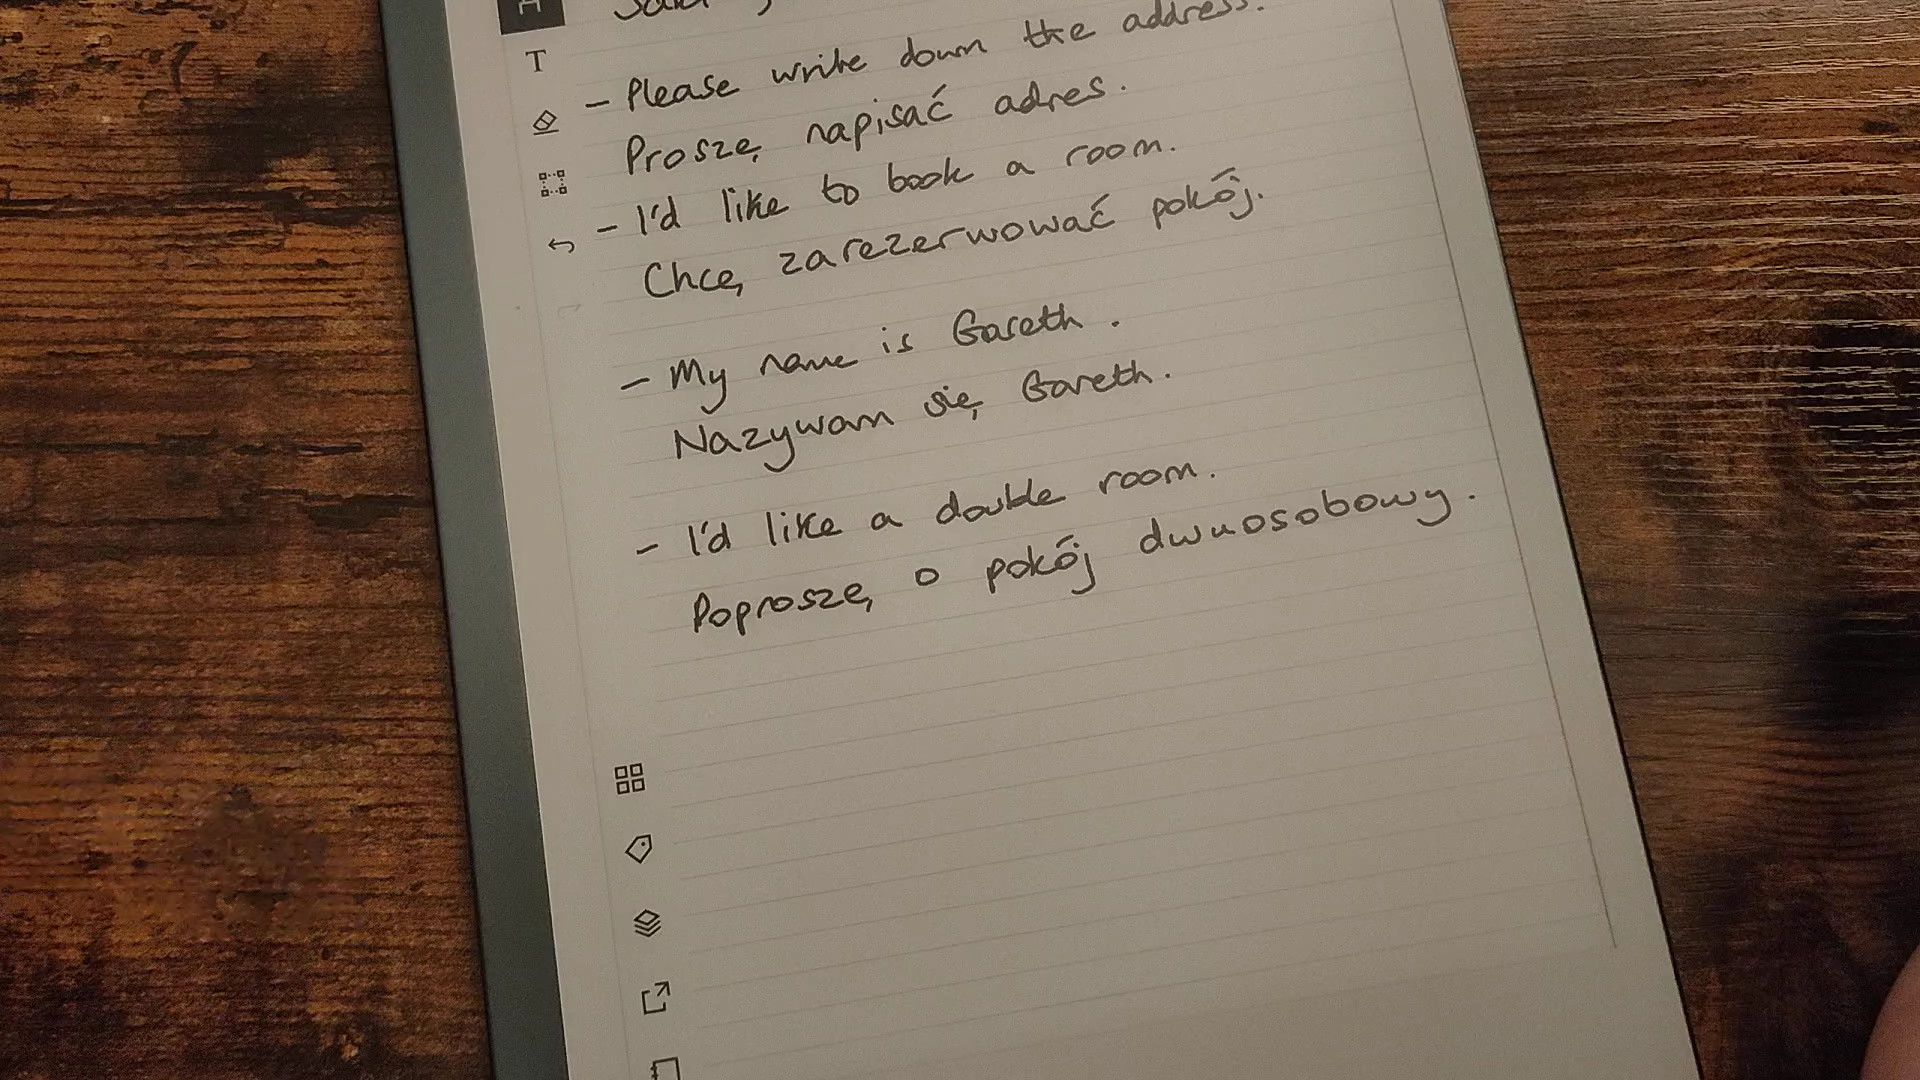 T
- Please write down the address.
Proszę napisać adres.
- I'd like to book a room.
Chcę zarezerwować pokój.
- My name is Gareth.
Nazywam się Gareth.
- I'd like a double room.
Poproszę o pokój dwuosobowy.